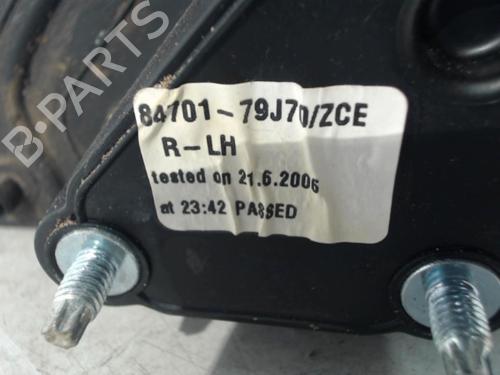 84701-79J70/ZCE
R-LH
tested on 21.6.2006
at 23:42 PASSED
B-PARTS